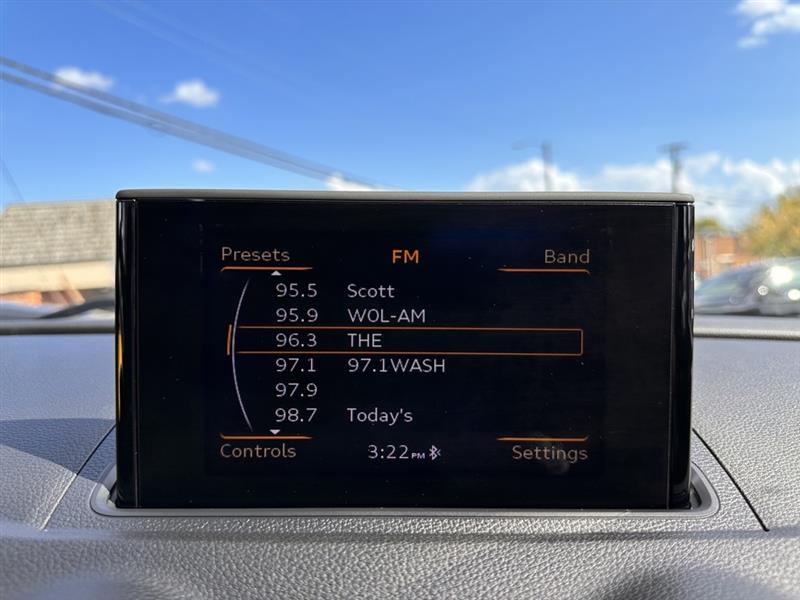 Presets FM Band
95.5 Scott
95.9 WOL-AM
96.3 THE
97.1 97.1WASH
97.9
98.7 Today's
Controls 3:22PM Settings